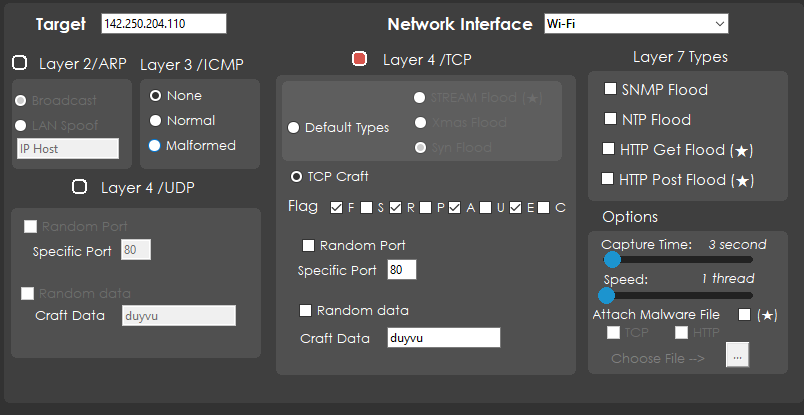 Target 142.250.204.110 Network Interface Wi-Fi
Layer 2/ARP
Broadcast
LAN Spoof
IP Host
Layer 3 /ICMP
None
Normal
Malformed
Layer 4 /UDP
Random Port
Specific Port 80
Random data
Craft Data duyvu
Layer 4 /TCP
Default Types
STREAM Flood (★)
Xmas Flood
Syn Flood
TCP Craft
Flag F S R P A U E C
Random Port
Specific Port 80
Random data
Craft Data duyvu
Layer 7 Types
SNMP Flood
NTP Flood
HTTP Get Flood (★)
HTTP Post Flood (★)
Options
Capture Time: 3 second
Speed: 1 thread
Attach Malware File (★)
TCP HTTP
Choose File --> ...